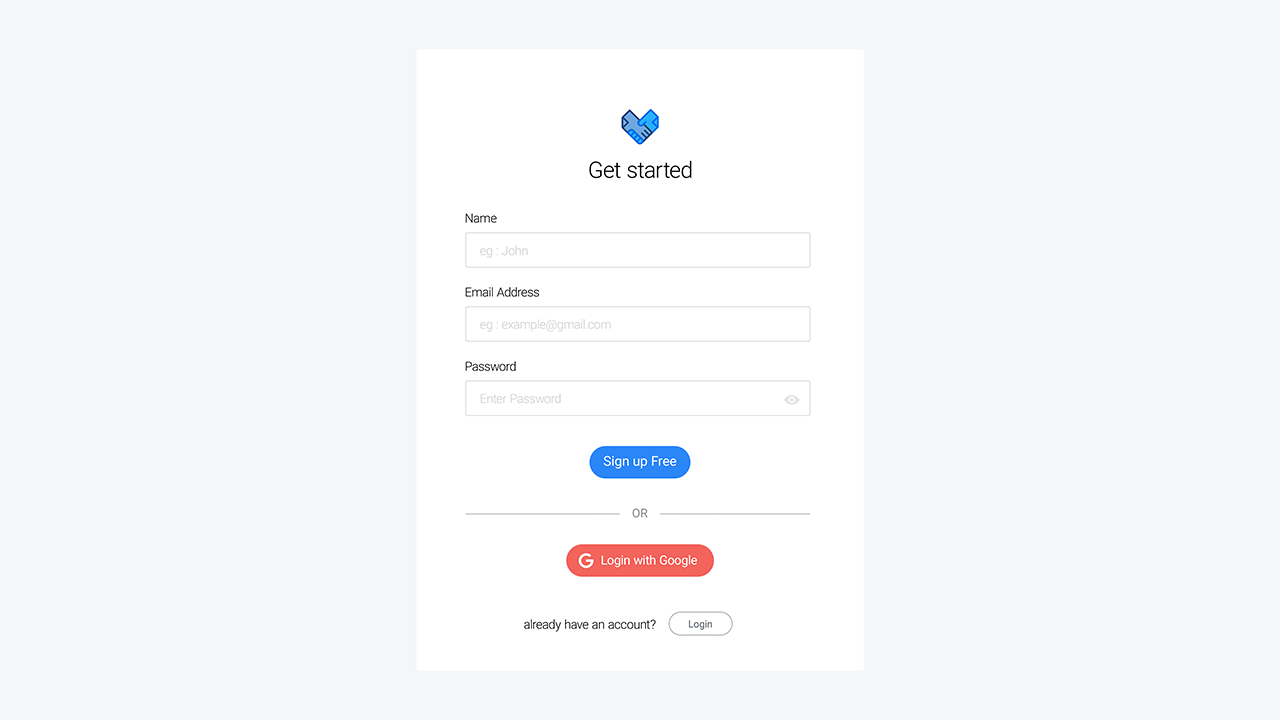 Get started
Name
eg : John
Email Address
eg : example@gmail.com
Password
Enter Password
Sign up Free
OR
G Login with Google
already have an account? Login